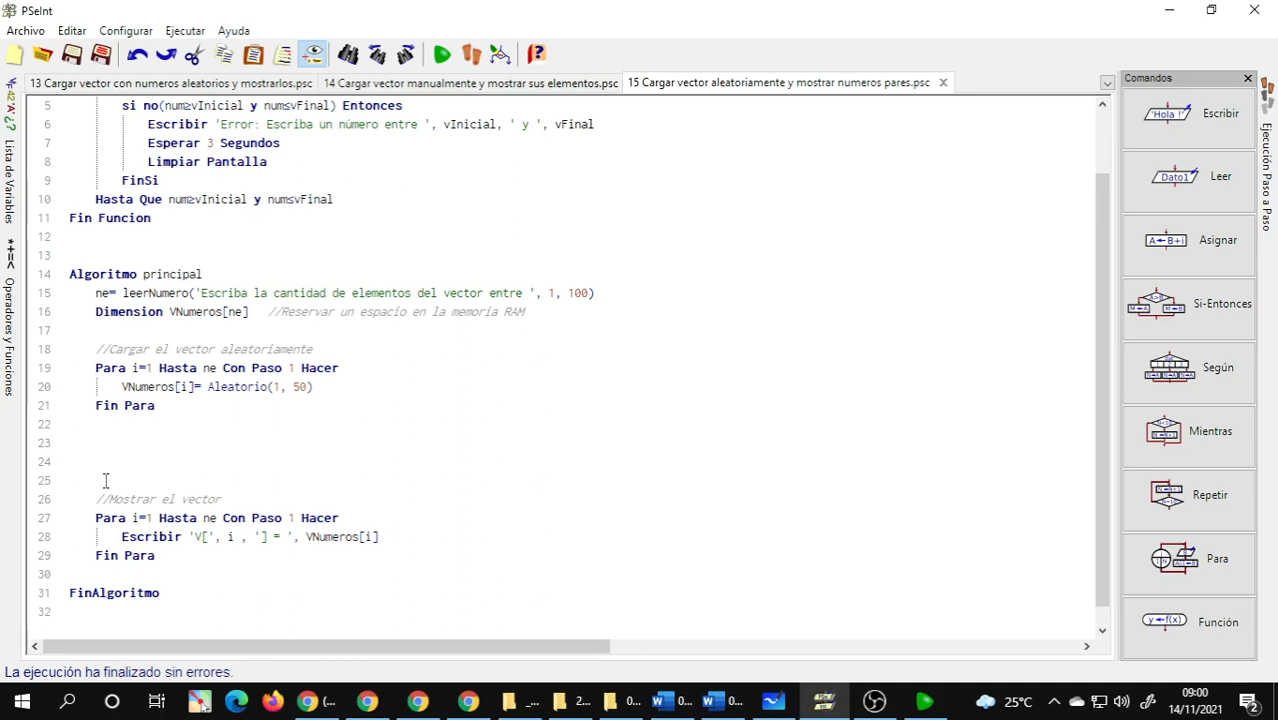 PSeInt
Archivo Editar Configurar Ejecutar Ayuda
13 Cargar vector con numeros aleatorios y mostrarlos.psc 14 Cargar vector manualmente y mostrar sus elementos.psc 15 Cargar vector aleatoriamente y mostrar numeros pares.psc
Lista de Variables
Operadores y Funciones
5 si no(num≥vInicial y num≤vFinal) Entonces
6 Escribir 'Error: Escriba un número entre ', vInicial, ' y ', vFinal
7 Esperar 3 Segundos
8 Limpiar Pantalla
9 FinSi
10 Hasta Que num≥vInicial y num≤vFinal
11 Fin Funcion
12
13
14 Algoritmo principal
15 ne= leerNumero('Escriba la cantidad de elementos del vector entre ', 1, 100)
16 Dimension VNumeros[ne] //Reservar un espacio en la memoria RAM
17
18 //Cargar el vector aleatoriamente
19 Para i=1 Hasta ne Con Paso 1 Hacer
20 VNumeros[i]= Aleatorio(1, 50)
21 Fin Para
22
23
24
25
26 //Mostrar el vector
27 Para i=1 Hasta ne Con Paso 1 Hacer
28 Escribir 'V[', i , '] = ', VNumeros[i]
29 Fin Para
30
31 FinAlgoritmo
32
Comandos
'Hola !' Escribir
Dato1 Leer
A←B+i Asignar
Si-Entonces
Según
Mientras
Repetir
Para
y←f(x) Función
Ejecución Paso a Paso
La ejecución ha finalizado sin errores.
(
_...
2...
0...
0...
0...
25°C
09:00
14/11/2021
2